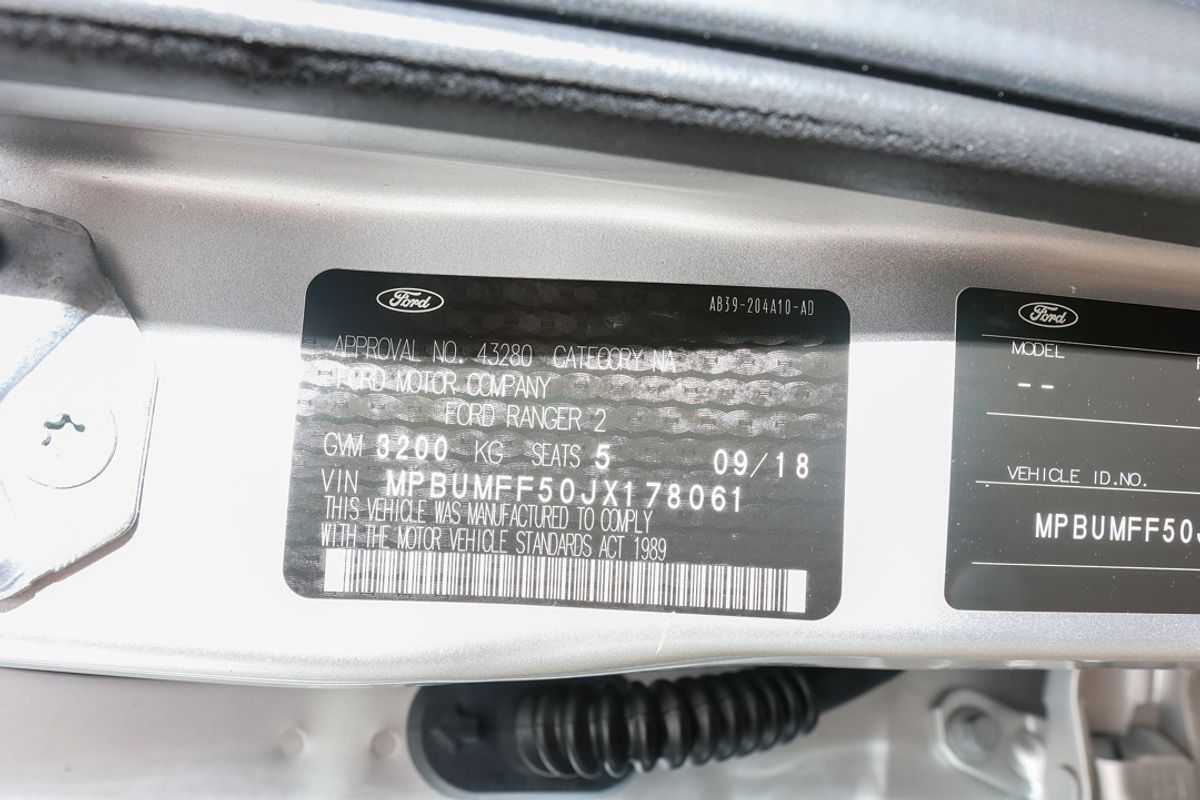 Ford AB39-204A10-AD
APPROVAL NO. 43280 CATEGORY NA
FORD MOTOR COMPANY
FORD RANGER 2
GVM 3200 KG SEATS 5 09/18
VIN MPBUMFF50JX178061
THIS VEHICLE WAS MANUFACTURED TO COMPLY
WITH THE MOTOR VEHICLE STANDARDS ACT 1989
Ford
MODEL
--
VEHICLE ID.NO.
MPBUMFF50